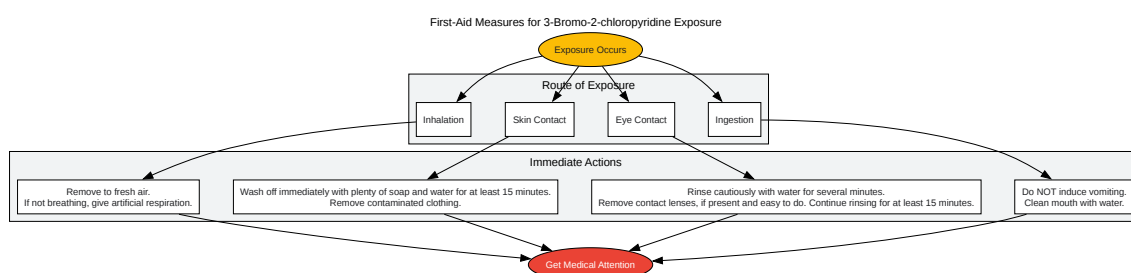 First-Aid Measures for 3-Bromo-2-chloropyridine Exposure
Exposure Occurs
Route of Exposure
Inhalation
Skin Contact
Eye Contact
Ingestion
Immediate Actions
Remove to fresh air.
If not breathing, give artificial respiration.
Wash off immediately with plenty of soap and water for at least 15 minutes.
Remove contaminated clothing.
Rinse cautiously with water for several minutes.
Remove contact lenses, if present and easy to do. Continue rinsing for at least 15 minutes.
Do NOT induce vomiting.
Clean mouth with water.
Get Medical Attention